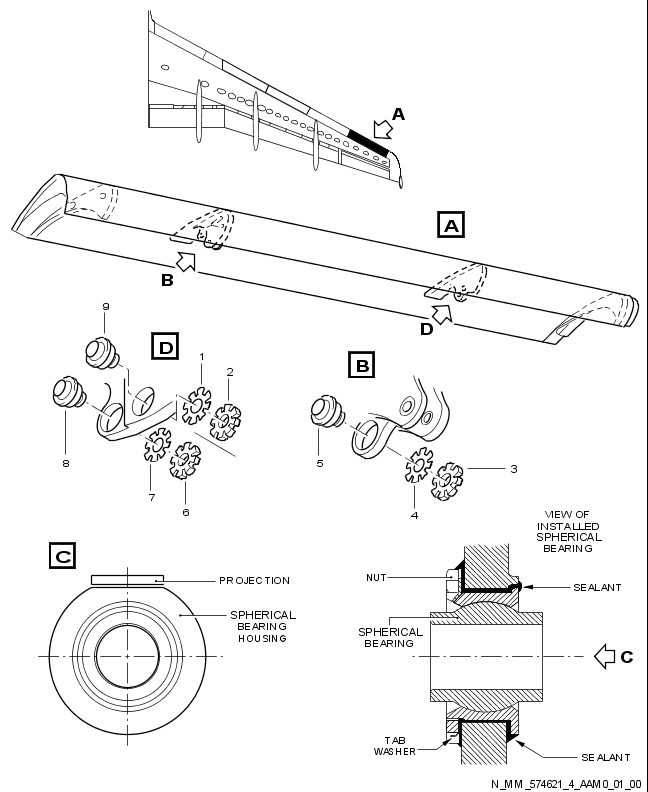 A
A
B
D
9
D
1
2
B
8
7
6
5
4
3
C
PROJECTION
SPHERICAL
BEARING
HOUSING
VIEW OF
INSTALLED
SPHERICAL
BEARING
NUT
SEALANT
SPHERICAL
BEARING
C
TAB
WASHER
SEALANT
N_MM_574621_4_AAM0_01_00